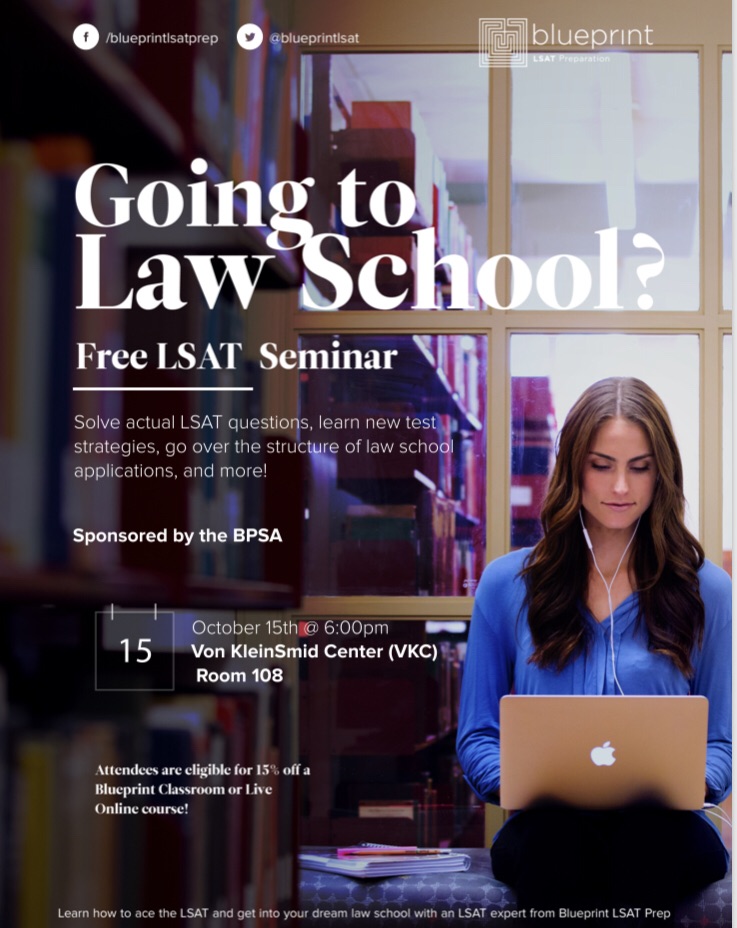 /blueprintlsatprep @blueprintlsat
blueprint
LSAT Preparation
Going to
Law School?
Free LSAT Seminar
Solve actual LSAT questions, learn new test
strategies, go over the structure of law school
applications, and more!
Sponsored by the BPSA
15
October 15th @ 6:00pm
Von KleinSmid Center (VKC)
Room 108
Attendees are eligible for 15% off a
Blueprint Classroom or Live
Online course!
Learn how to ace the LSAT and get into your dream law school with an LSAT expert from Blueprint LSAT Prep